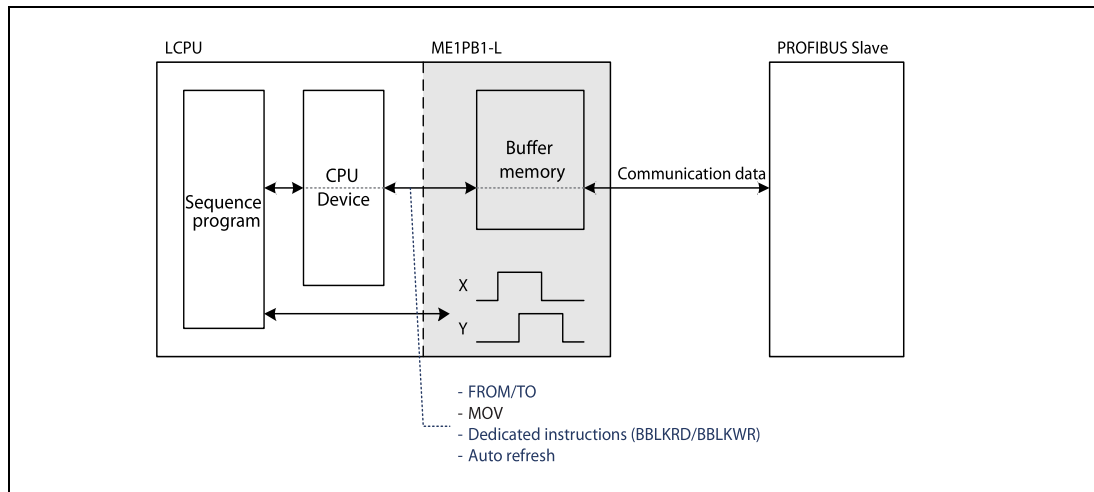 LCPU
ME1PB1-L
PROFIBUS Slave
Sequence
program
CPU
Device
Buffer
memory
Communication data
X
Y
- FROM/TO
- MOV
- Dedicated instructions (BBLKRD/BBLKWR)
- Auto refresh